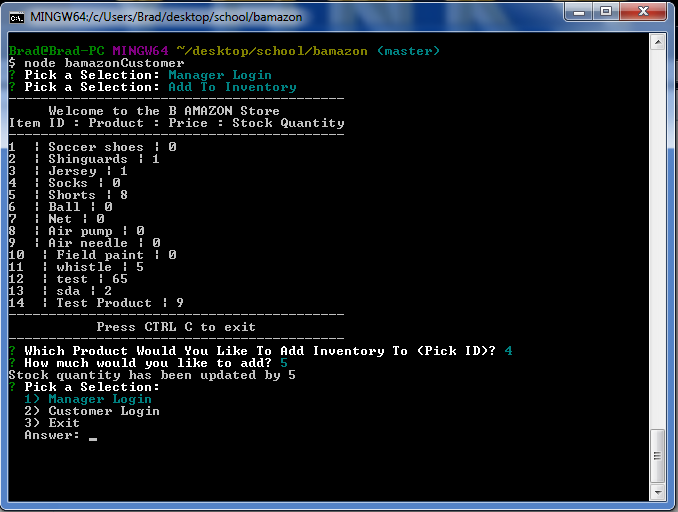 MINGW64:/c/Users/Brad/desktop/school/bamazon
Brad@Brad-PC MINGW64 ~/desktop/school/bamazon (master)
$ node bamazonCustomer
? Pick a Selection: Manager Login
? Pick a Selection: Add To Inventory
------------------------------------------
Welcome to the B AMAZON Store
Item ID : Product : Price : Stock Quantity
------------------------------------------
1 | Soccer shoes | 0
2 | Shinguards | 1
3 | Jersey | 1
4 | Socks | 0
5 | Shorts | 8
6 | Ball | 0
7 | Net | 0
8 | Air pump | 0
9 | Air needle | 0
10 | Field paint | 0
11 | whistle | 5
12 | test | 65
13 | sda | 2
14 | Test Product | 9
------------------------------------------
Press CTRL C to exit
------------------------------------------
? Which Product Would You Like To Add Inventory To (Pick ID)? 4
? How much would you like to add? 5
Stock quantity has been updated by 5
? Pick a Selection:
1) Manager Login
2) Customer Login
3) Exit
Answer: _